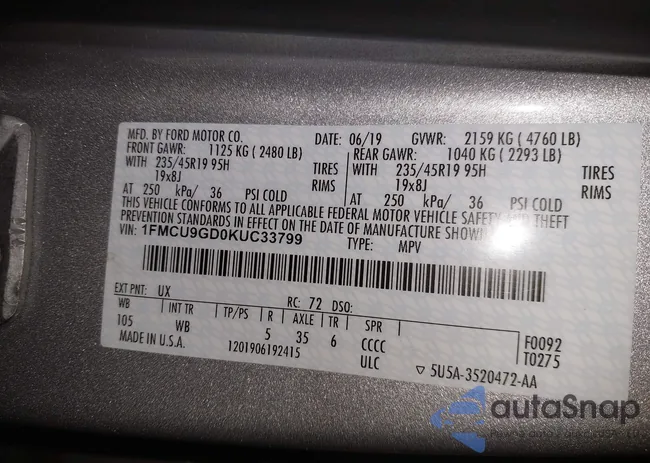 MFD. BY FORD MOTOR CO. DATE: 06/19 GVWR: 2159 KG ( 4760 LB)
FRONT GAWR: 1125 KG ( 2480 LB) REAR GAWR: 1040 KG ( 2293 LB)
WITH 235/45R19 95H TIRES WITH 235/45R19 95H TIRES
19x8J RIMS 19x8J RIMS
AT 250 kPa/ 36 PSI COLD AT 250 kPa/ 36 PSI COLD
THIS VEHICLE CONFORMS TO ALL APPLICABLE FEDERAL MOTOR VEHICLE SAFETY AND THEFT
PREVENTION STANDARDS IN EFFECT ON THE DATE OF MANUFACTURE SHOWN ABOVE.
VIN: 1FMCU9GD0KUC33799 TYPE: MPV
EXT PNT: UX RC: 72 DSO:
WB INT TR TP/PS R AXLE TR SPR F0092
105 WB 5 35 6 CCCC T0275
MADE IN U.S.A. 1201906192415 ULC ▽ 5U5A-3520472-AA
autaSnap